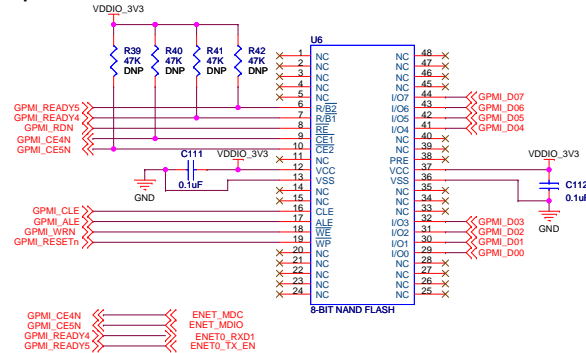 VDDIO_3V3
R39 R40 R41 R42
47K 47K 47K 47K
DNP DNP DNP DNP
U6
1 NC NC 48
2 NC NC 47
3 NC NC 46
4 NC NC 45
5 NC I/O7 44 GPMI_D07
GPMI_READY5 6 R/B2 I/O6 43 GPMI_D06
GPMI_READY4 7 R/B1 I/O5 42 GPMI_D05
GPMI_RDN 8 RE I/O4 41 GPMI_D04
GPMI_CE4N 9 CE1 NC 40
GPMI_CE5N 10 CE2 NC 39
11 NC PRE 38
C111 VDDIO_3V3 12 VCC VCC 37 VDDIO_3V3
0.1uF 13 VSS VSS 36
GND 14 NC NC 35 C112
15 NC NC 34 0.1uF
GPMI_CLE 16 CLE NC 33 GND
GPMI_ALE 17 ALE I/O3 32 GPMI_D03
GPMI_WRN 18 WE I/O2 31 GPMI_D02
GPMI_RESETn 19 WP I/O1 30 GPMI_D01
20 NC I/O0 29 GPMI_D00
21 NC NC 28
22 NC NC 27
23 NC NC 26
24 NC NC 25
8-BIT NAND FLASH
GPMI_CE4N ENET_MDC
GPMI_CE5N ENET_MDIO
GPMI_READY4 ENET0_RXD1
GPMI_READY5 ENET0_TX_EN